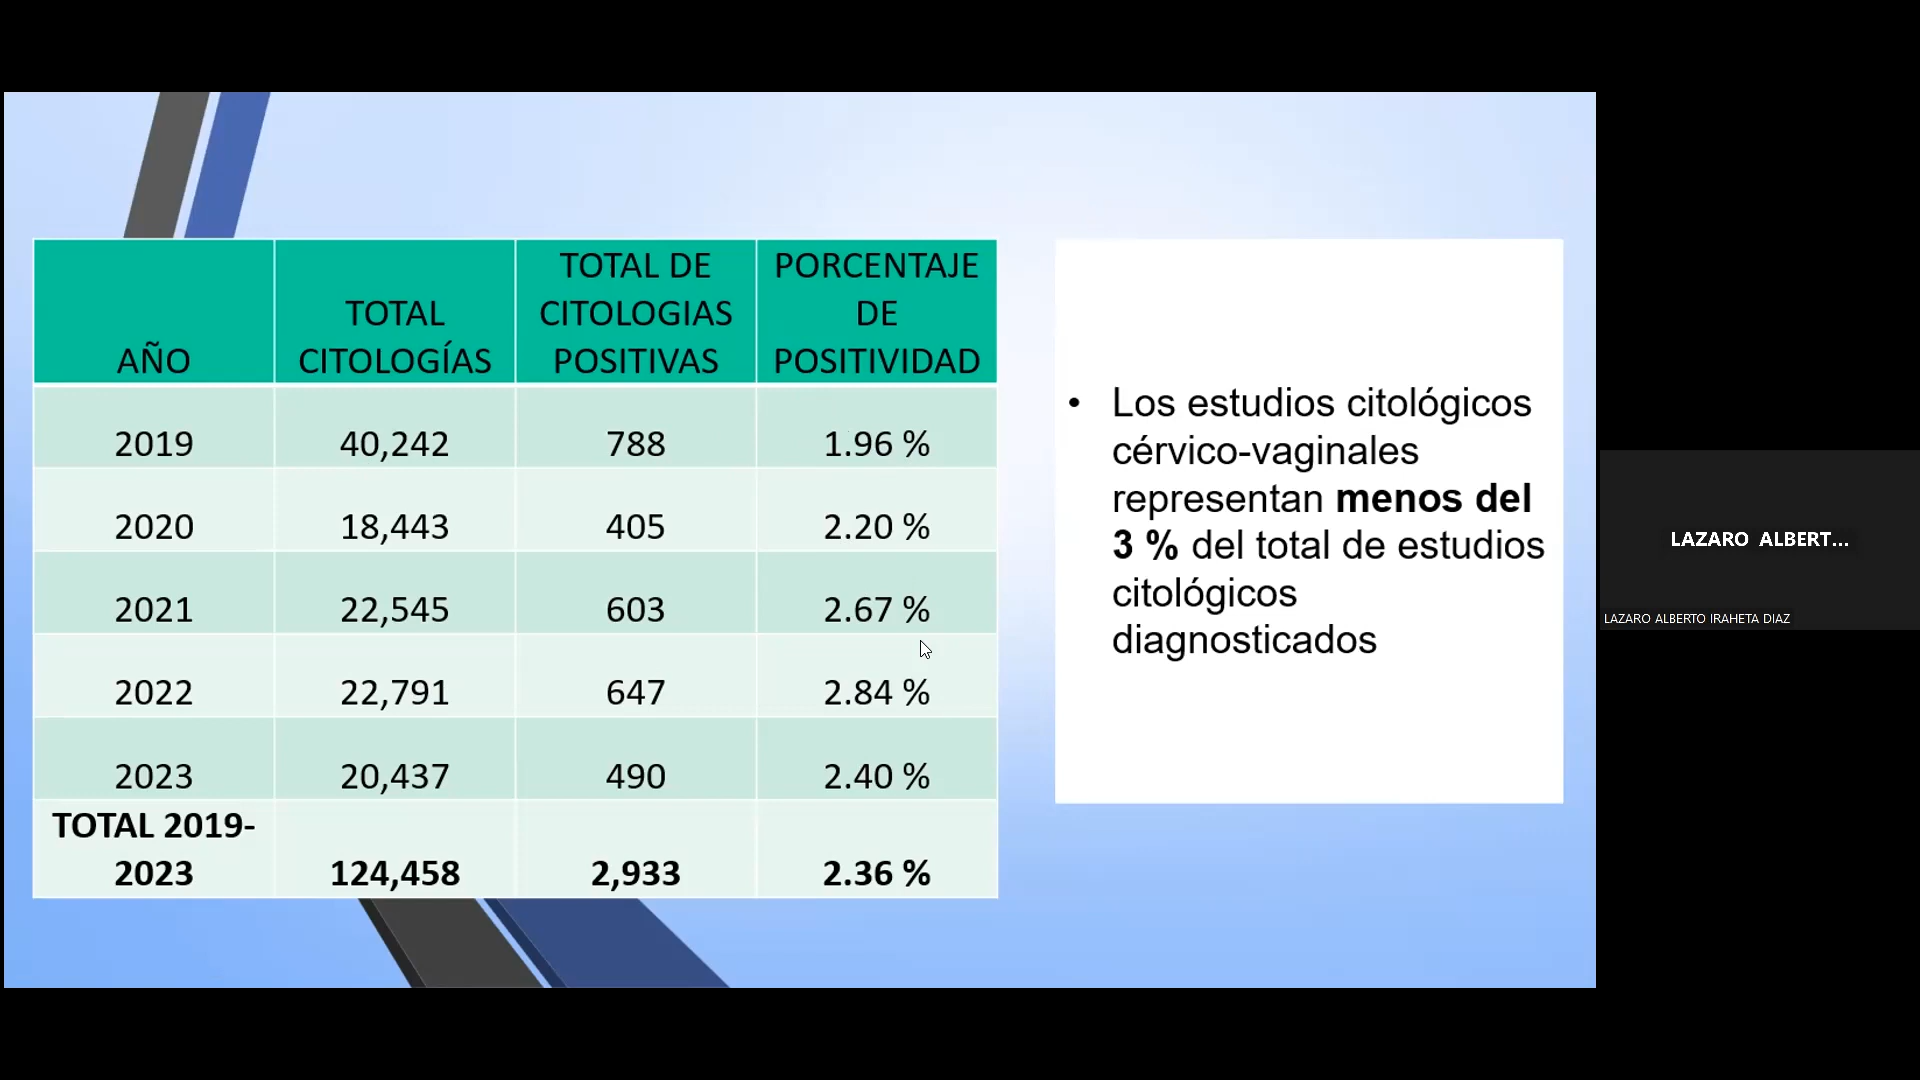 AÑO
TOTAL
CITOLOGÍAS
TOTAL DE
CITOLOGIAS
POSITIVAS
PORCENTAJE
DE
POSITIVIDAD
2019 40,242 788 1.96 %
2020 18,443 405 2.20 %
2021 22,545 603 2.67 %
2022 22,791 647 2.84 %
2023 20,437 490 2.40 %
TOTAL 2019-
2023 124,458 2,933 2.36 %
• Los estudios citológicos
cérvico-vaginales
representan menos del
3 % del total de estudios
citológicos
diagnosticados
LAZARO ALBERT...
LAZARO ALBERTO IRAHETA DIAZ